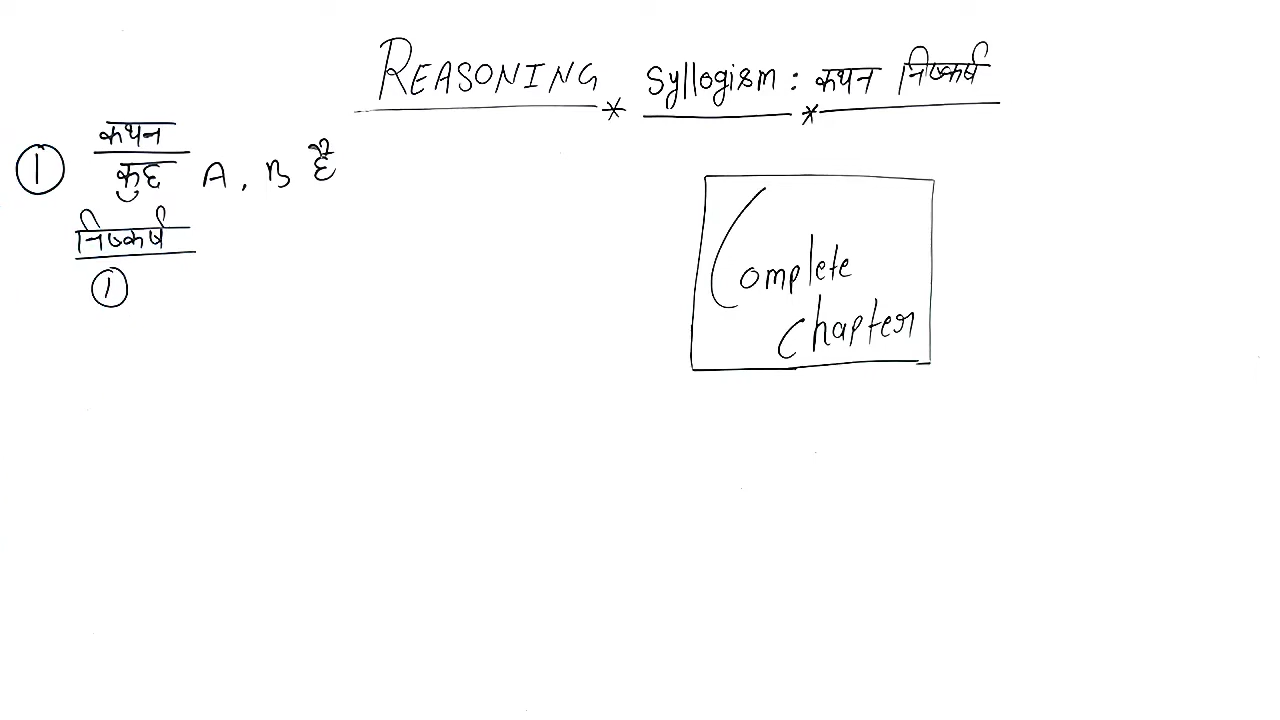 REASONING * Syllogism : * कथन निष्कर्ष
① कथन
कुछ A, B है
निष्कर्ष
①
Complete
Chapter